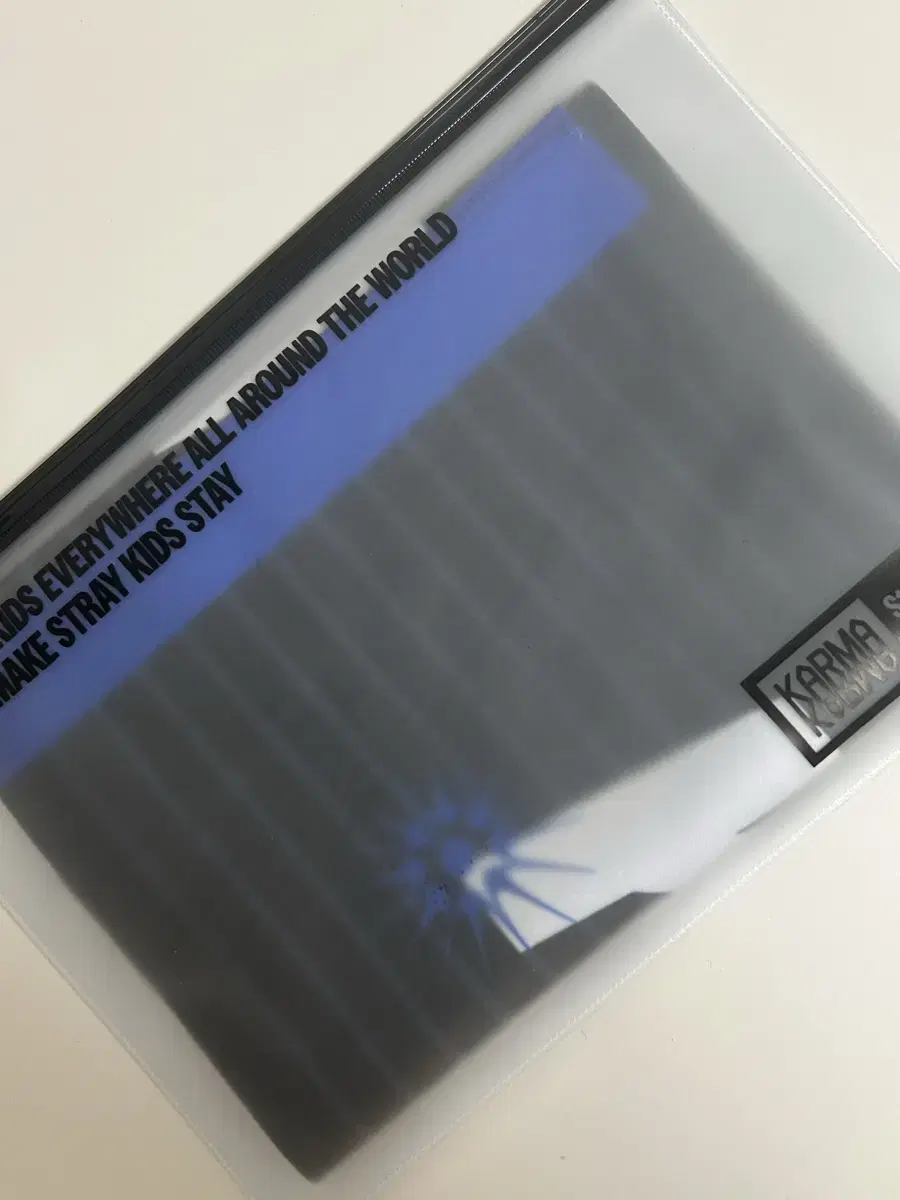 KIDS EVERYWHERE ALL AROUND THE WORLD
MAKE STRAY KIDS STAY
KARMA